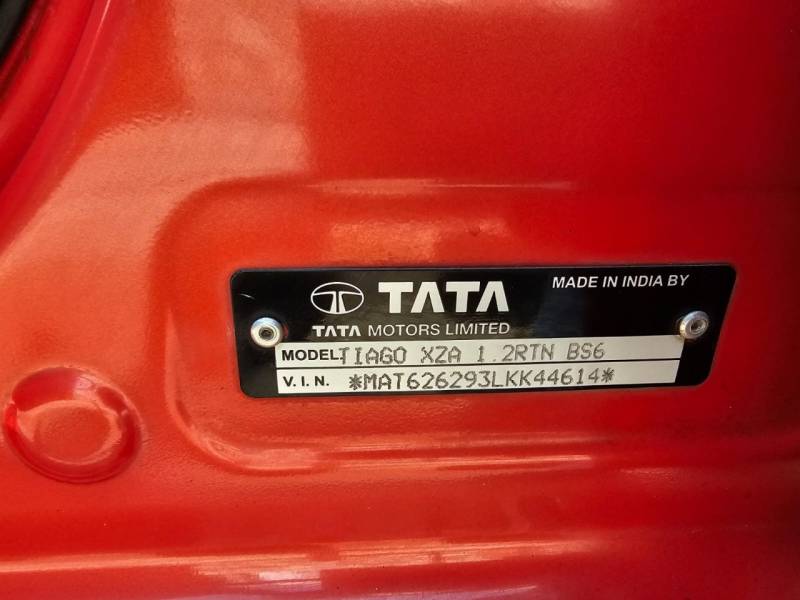 TATA
MADE IN INDIA BY
TATA MOTORS LIMITED
MODEL TIAGO XZA 1.2RTN BS6
V.I.N. *MAT626293LKK44614*